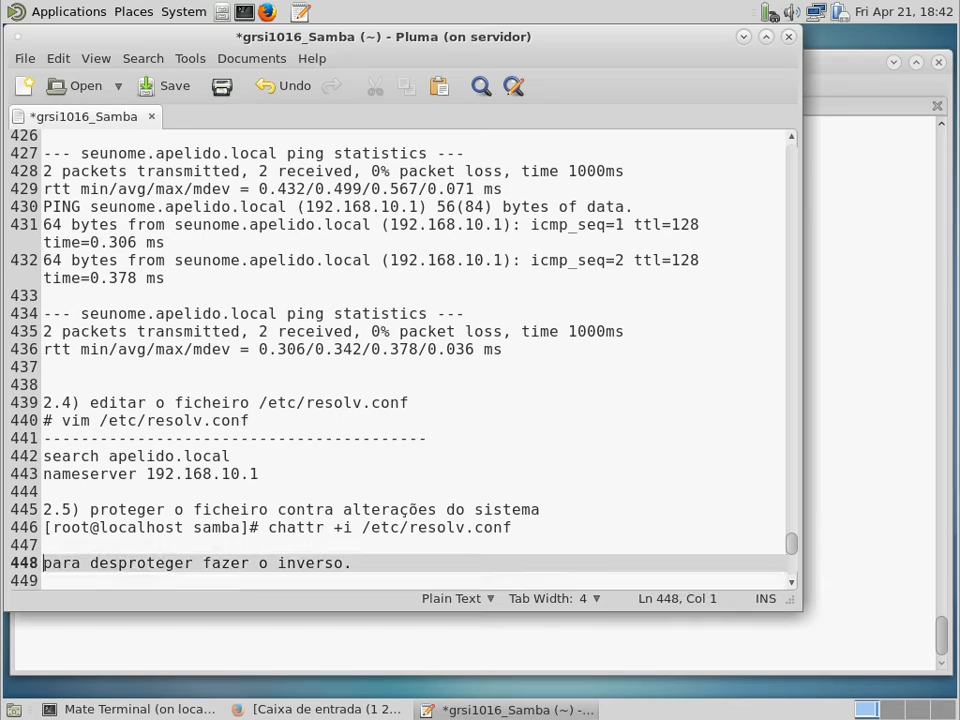 Applications Places System Fri Apr 21, 18:42
*grsi1016_Samba (~) - Pluma (on servidor)
File Edit View Search Tools Documents Help
Open Save Undo
*grsi1016_Samba
426
427 --- seunome.apelido.local ping statistics ---
428 2 packets transmitted, 2 received, 0% packet loss, time 1000ms
429 rtt min/avg/max/mdev = 0.432/0.499/0.567/0.071 ms
430 PING seunome.apelido.local (192.168.10.1) 56(84) bytes of data.
431 64 bytes from seunome.apelido.local (192.168.10.1): icmp_seq=1 ttl=128
time=0.306 ms
432 64 bytes from seunome.apelido.local (192.168.10.1): icmp_seq=2 ttl=128
time=0.378 ms
433
434 --- seunome.apelido.local ping statistics ---
435 2 packets transmitted, 2 received, 0% packet loss, time 1000ms
436 rtt min/avg/max/mdev = 0.306/0.342/0.378/0.036 ms
437
438
439 2.4) editar o ficheiro /etc/resolv.conf
440 # vim /etc/resolv.conf
441 -----------------------------------------
442 search apelido.local
443 nameserver 192.168.10.1
444
445 2.5) proteger o ficheiro contra alterações do sistema
446 [root@localhost samba]# chattr +i /etc/resolv.conf
447
448 para desproteger fazer o inverso.
449
Plain Text Tab Width: 4 Ln 448, Col 1 INS
Mate Terminal (on loca... [Caixa de entrada (1 2... *grsi1016_Samba (~) -...